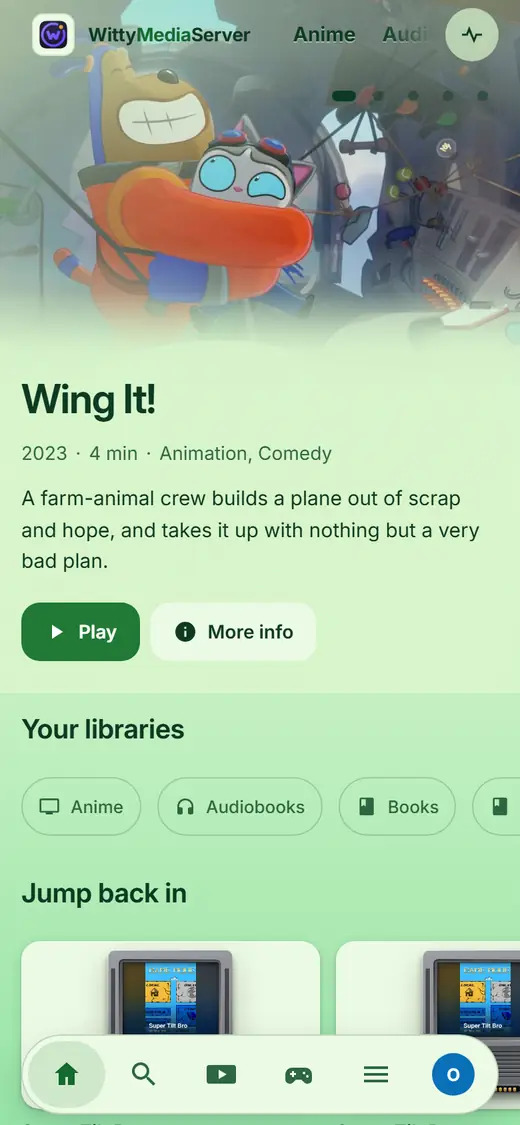 WittyMediaServer
Anime
Wing It!
2023 · 4 min · Animation, Comedy
A farm-animal crew builds a plane out of scrap
and hope, and takes it up with nothing but a very
bad plan.
Play
More info
Your libraries
Anime
Audiobooks
Books
Jump back in
Super Tilt Bro
Super Tilt Bro
O